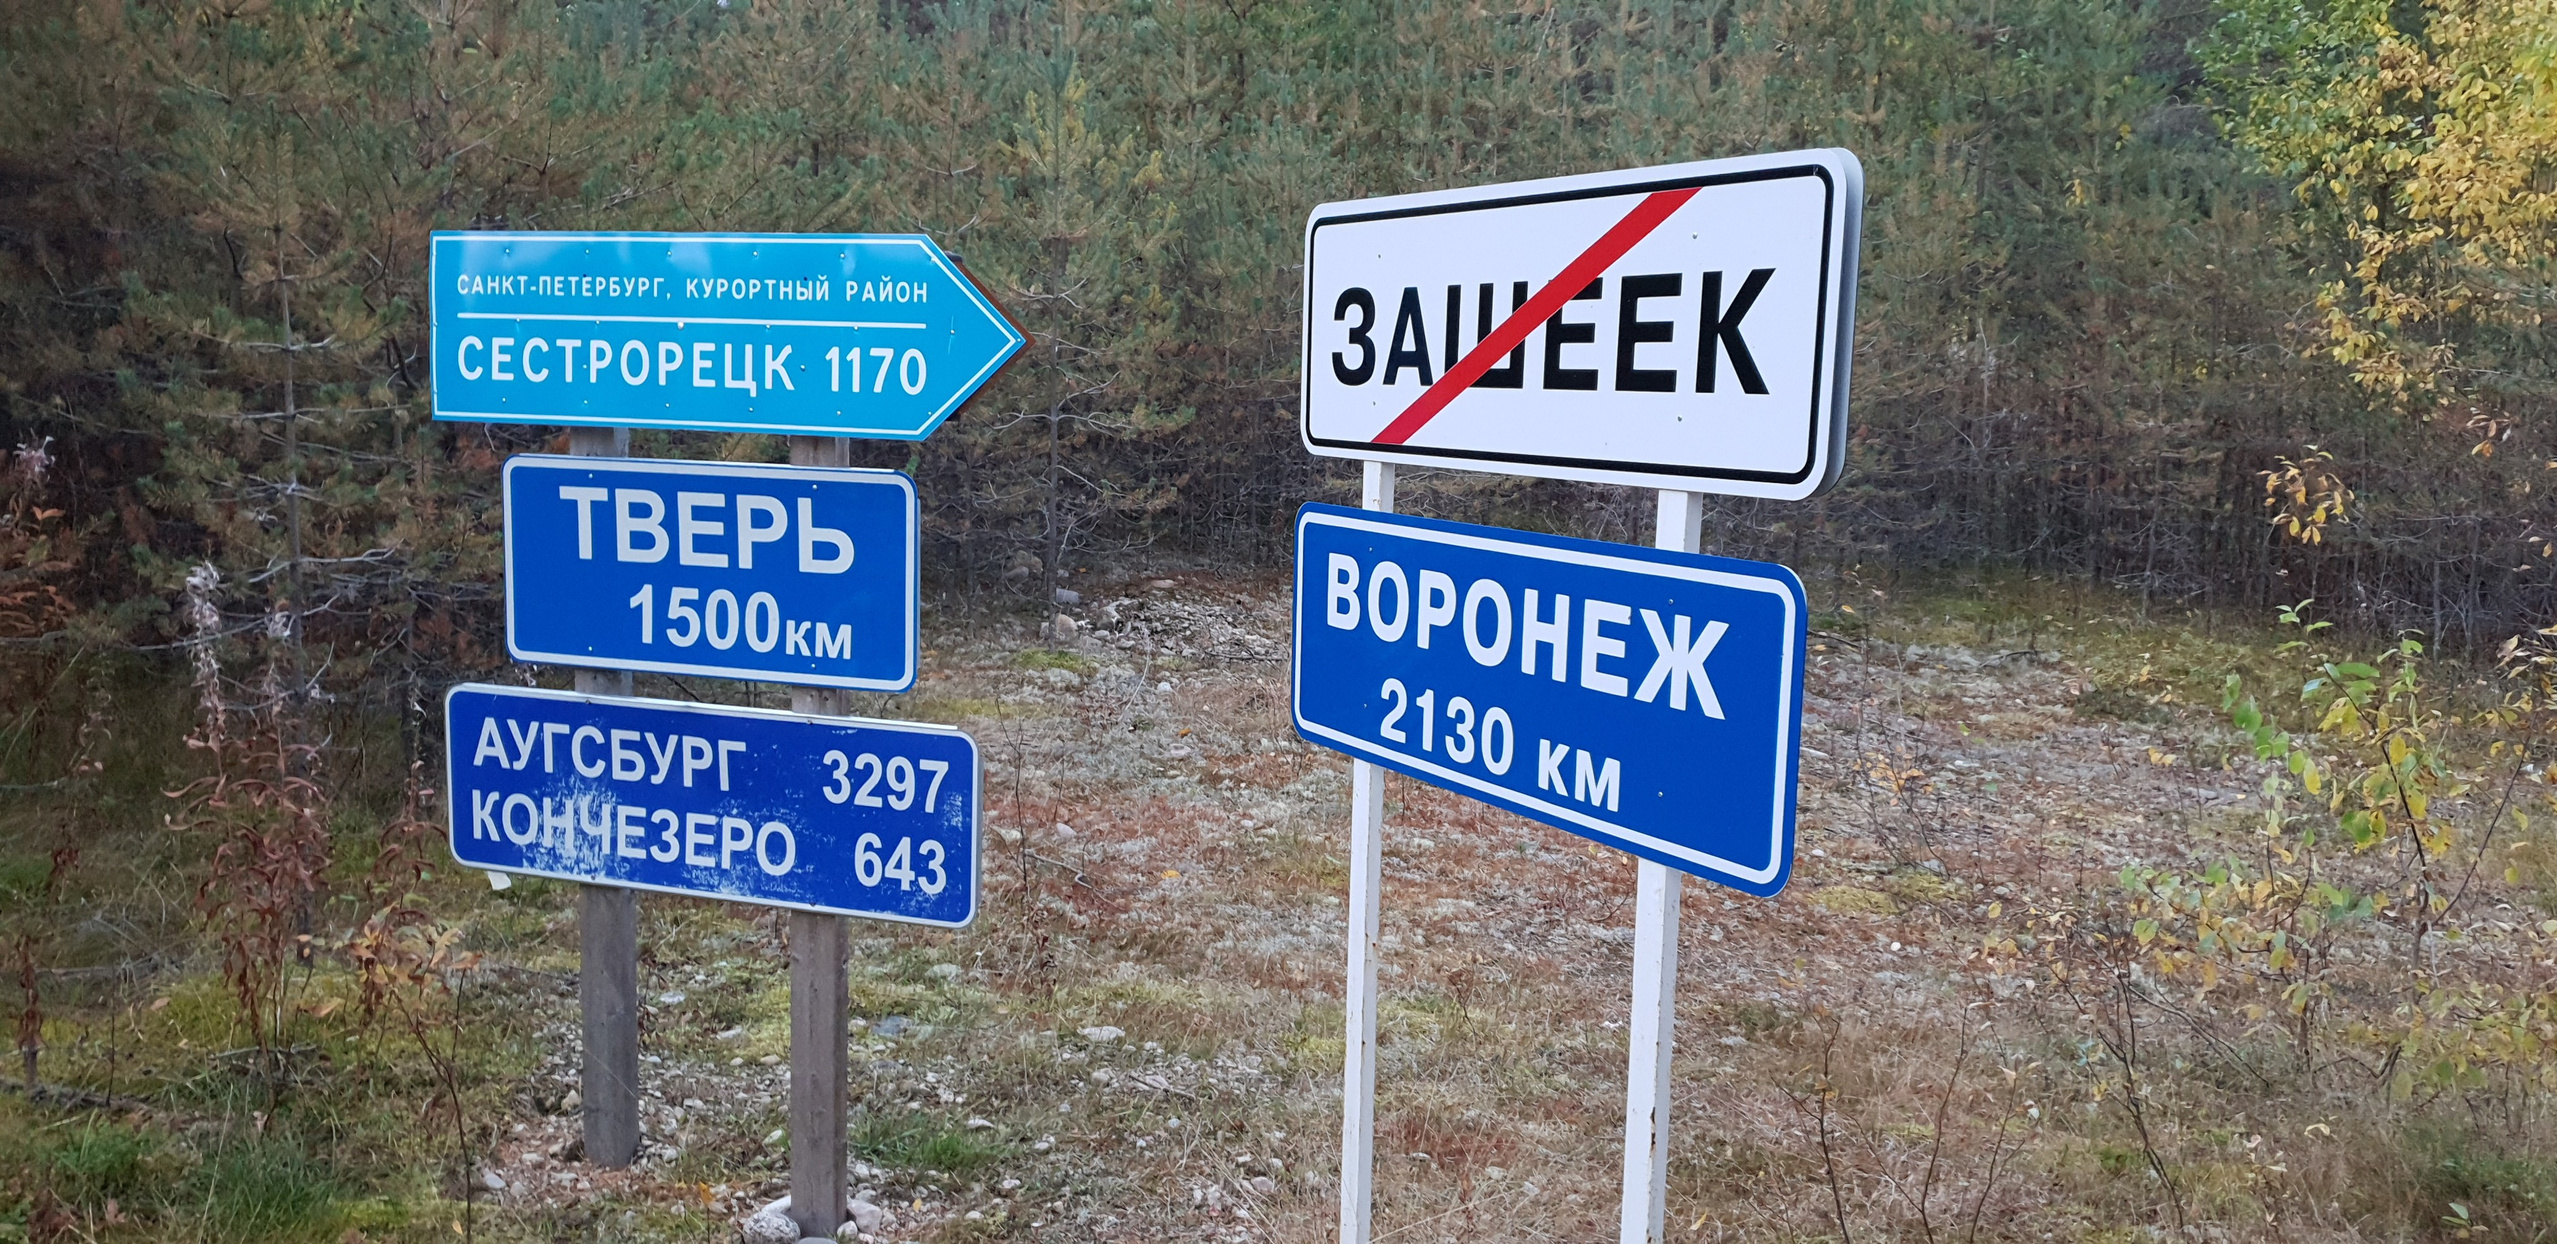 САНКТ-ПЕТЕРБУРГ, КУРОРТНЫЙ РАЙОН
СЕСТРОРЕЦК 1170
ТВЕРЬ
1500км
АУГСБУРГ 3297
КОНЧЕЗЕРО 643
ЗАШЕЕК
ВОРОНЕЖ
2130 км